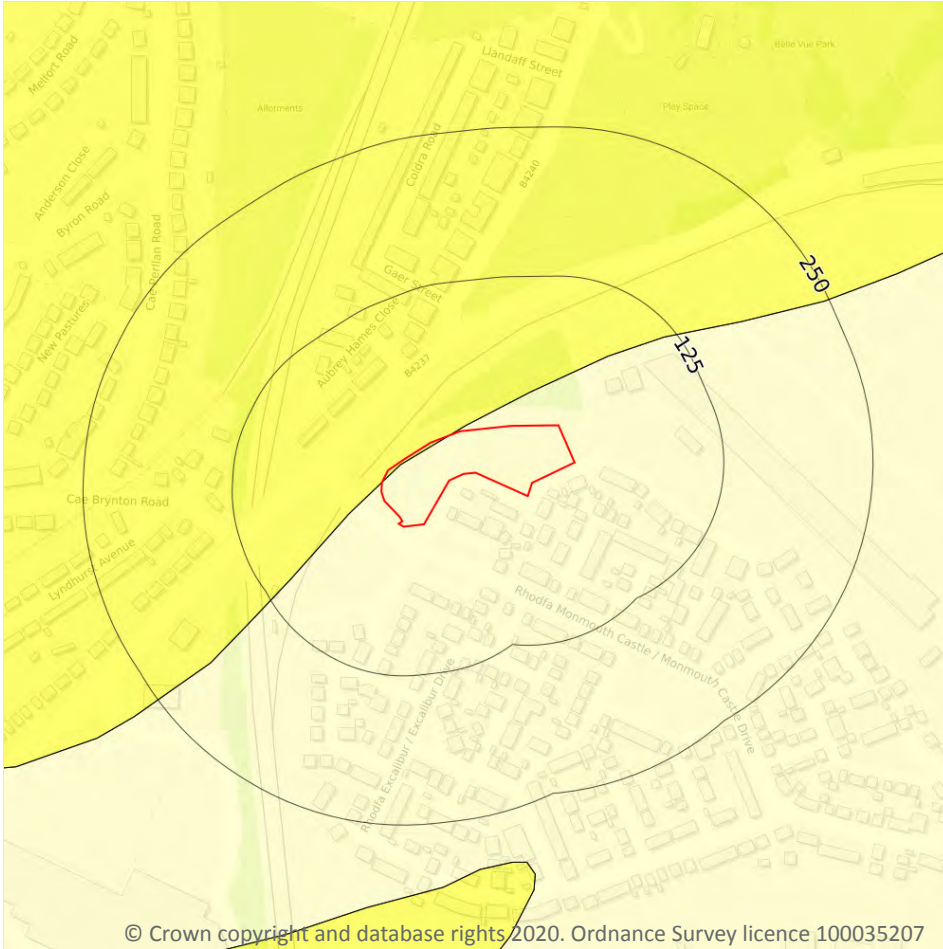 Melfort Road
Llandaff Street
Belle Vue Park
Allotments
Play Space
Coldra Road
Anderson Close
B4240
Byron Road
Cae Perllan Road
Gaer Street
250
New Pastures
Aubrey Hames Close
B4237
125
Cae Brynton Road
Lyndhurst Avenue
Rhodfa Monmouth Castle / Monmouth Castle Drive
Rhodfa Excalibur / Excalibur Drive
© Crown copyright and database rights 2020. Ordnance Survey licence 100035207